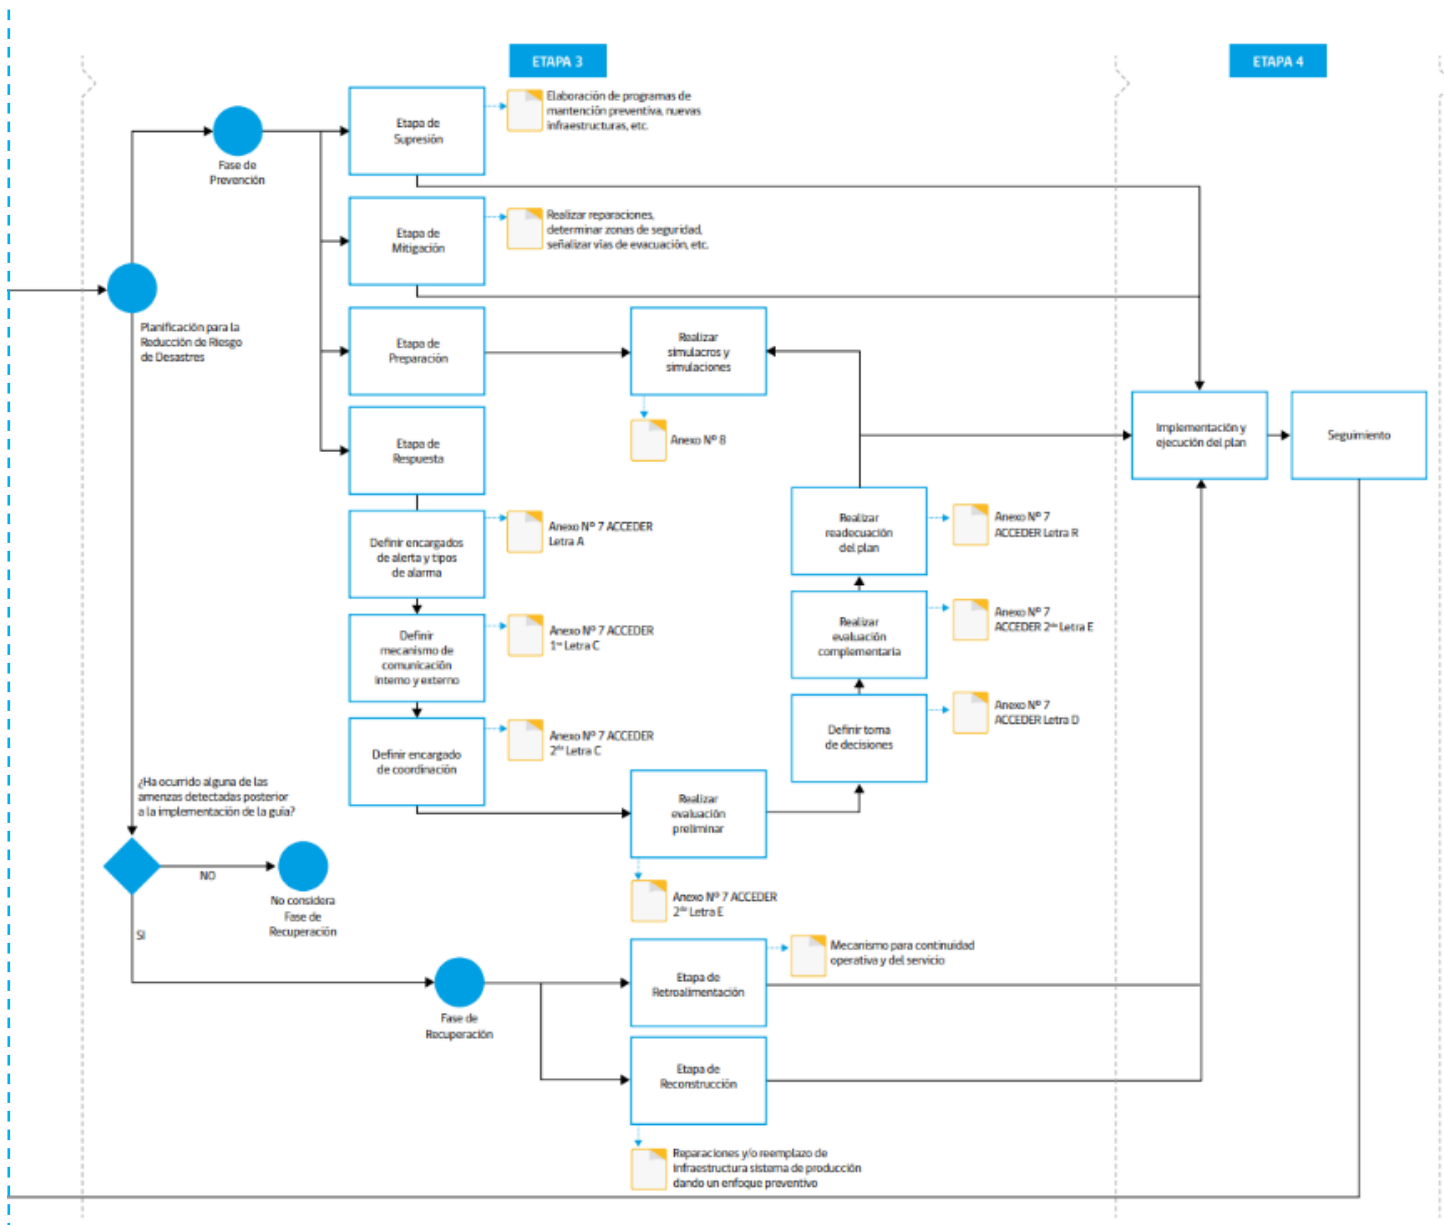 ETAPA 3
ETAPA 4
Etapa de
Supresión
Elaboración de programas de
mantención preventiva, nuevas
infraestructuras, etc.
Fase de
Prevención
Etapa de
Mitigación
Realizar reparaciones,
determinar zonas de seguridad,
señalizar vías de evacuación, etc.
Planificación para la
Reducción de Riesgo
de Desastres
Etapa de
Preparación
Realizar
simulacros y
simulaciones
Anexo Nº 8
Etapa de
Respuesta
Implementación y
ejecución del plan
Seguimiento
Definir encargados
de alerta y tipos
de alarma
Anexo Nº 7 ACCEDER
Letra A
Realizar
readecuación
del plan
Anexo Nº 7
ACCEDER Letra R
Definir
mecanismo de
comunicación
interno y externo
Anexo Nº 7 ACCEDER
1ra Letra C
Realizar
evaluación
complementaria
Anexo Nº 7
ACCEDER 2da Letra E
Definir encargado
de coordinación
Anexo Nº 7 ACCEDER
2da Letra C
Definir toma
de decisiones
Anexo Nº 7
ACCEDER Letra D
¿Ha ocurrido alguna de las
amenzas detectadas posterior
a la implementación de la guía?
Realizar
evaluación
preliminar
Anexo Nº 7 ACCEDER
2da Letra E
NO
No considera
Fase de
Recuperación
SI
Fase de
Recuperación
Etapa de
Retroalimentación
Mecanismo para continuidad
operativa y del servicio
Etapa de
Reconstrucción
Reparaciones y/o reemplazo de
infraestructura sistema de producción
dando un enfoque preventivo